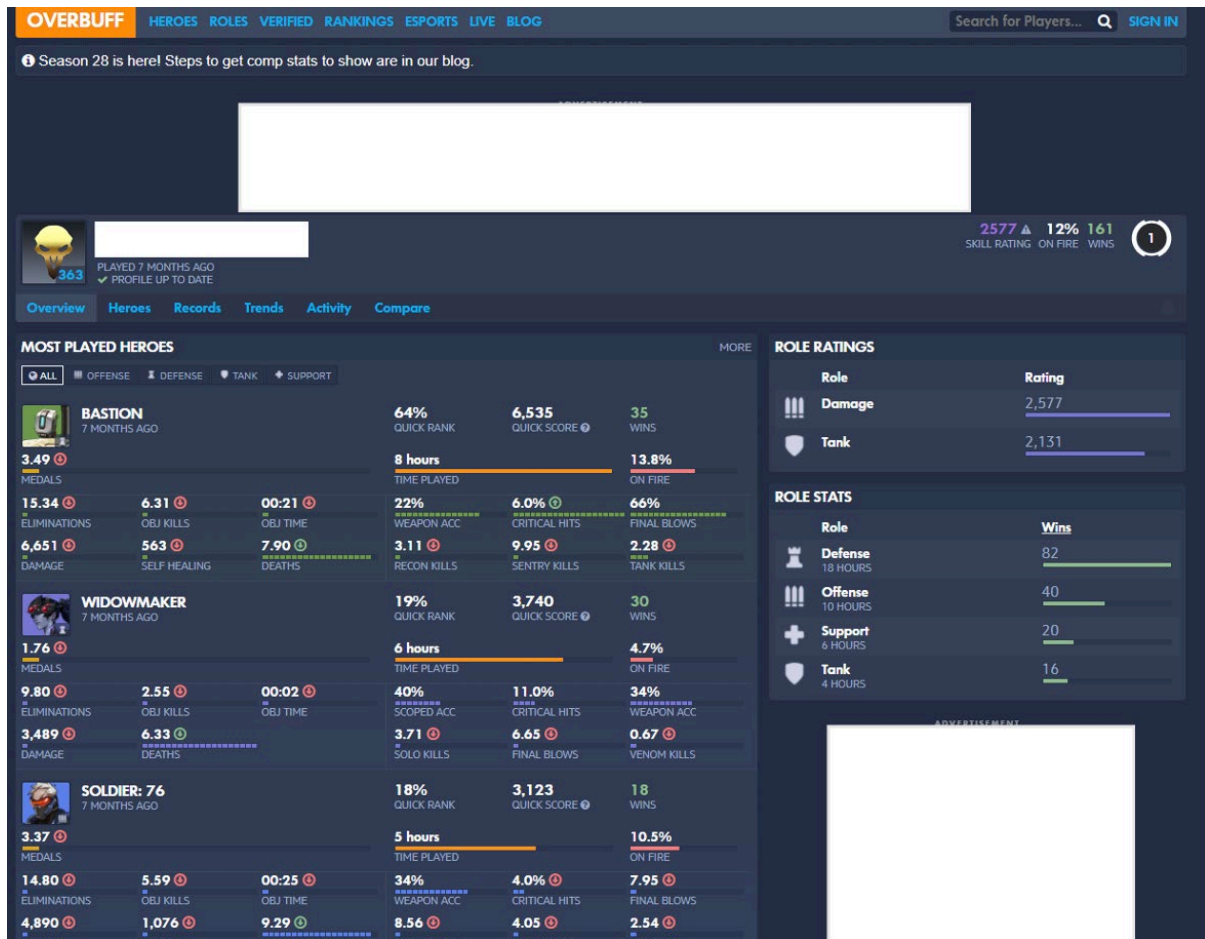 OVERBUFF HEROES ROLES VERIFIED RANKINGS ESPORTS LIVE BLOG Search for Players... SIGN IN
Season 28 is here! Steps to get comp stats to show are in our blog.
363
PLAYED 7 MONTHS AGO
PROFILE UP TO DATE
2577 12% 161 1
SKILL RATING ON FIRE WINS
Overview Heroes Records Trends Activity Compare
MOST PLAYED HEROES MORE
ALL OFFENSE DEFENSE TANK SUPPORT
BASTION 64% 6,535 35
7 MONTHS AGO QUICK RANK QUICK SCORE WINS
3.49 8 hours 13.8%
MEDALS TIME PLAYED ON FIRE
15.34 6.31 00:21 22% 6.0% 66%
ELIMINATIONS OBJ KILLS OBJ TIME WEAPON ACC CRITICAL HITS FINAL BLOWS
6,651 563 7.90 3.11 9.95 2.28
DAMAGE SELF HEALING DEATHS RECON KILLS SENTRY KILLS TANK KILLS
WIDOWMAKER 19% 3,740 30
7 MONTHS AGO QUICK RANK QUICK SCORE WINS
1.76 6 hours 4.7%
MEDALS TIME PLAYED ON FIRE
9.80 2.55 00:02 40% 11.0% 34%
ELIMINATIONS OBJ KILLS OBJ TIME SCOPED ACC CRITICAL HITS WEAPON ACC
3,489 6.33 3.71 6.65 0.67
DAMAGE DEATHS SOLO KILLS FINAL BLOWS VENOM KILLS
SOLDIER: 76 18% 3,123 18
7 MONTHS AGO QUICK RANK QUICK SCORE WINS
3.37 5 hours 10.5%
MEDALS TIME PLAYED ON FIRE
14.80 5.59 00:25 34% 4.0% 7.95
ELIMINATIONS OBJ KILLS OBJ TIME WEAPON ACC CRITICAL HITS FINAL BLOWS
4,890 1,076 9.29 8.56 4.05 2.54
ROLE RATINGS
Role Rating
Damage 2,577
Tank 2,131
ROLE STATS
Role Wins
Defense 82
18 HOURS
Offense 40
10 HOURS
Support 20
6 HOURS
Tank 16
4 HOURS
ADVERTISEMENT